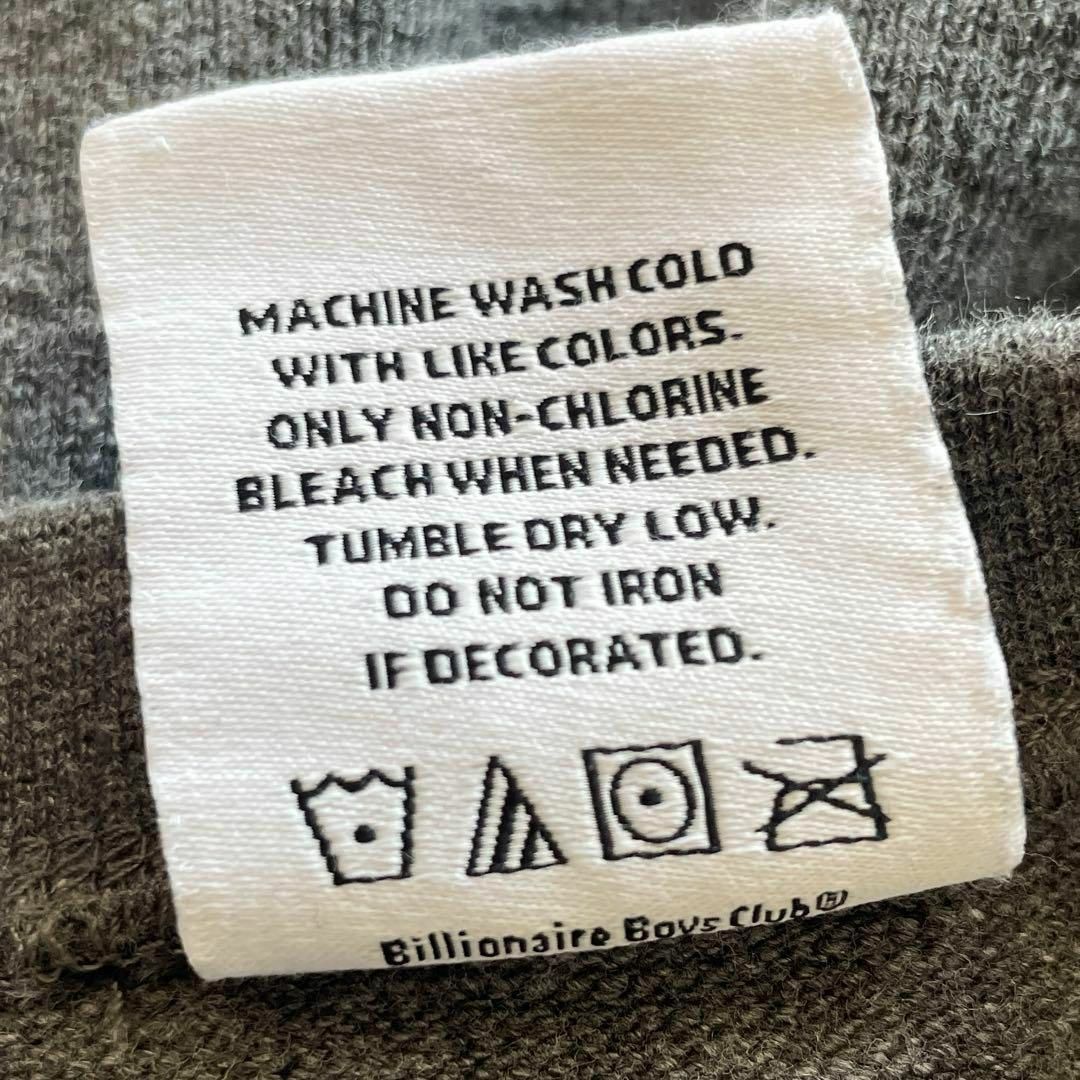 MACHINE WASH COLD
WITH LIKE COLORS.
ONLY NON-CHLORINE
BLEACH WHEN NEEDED.
TUMBLE DRY LOW.
DO NOT IRON
IF DECORATED.
Billionaire Boys Club®